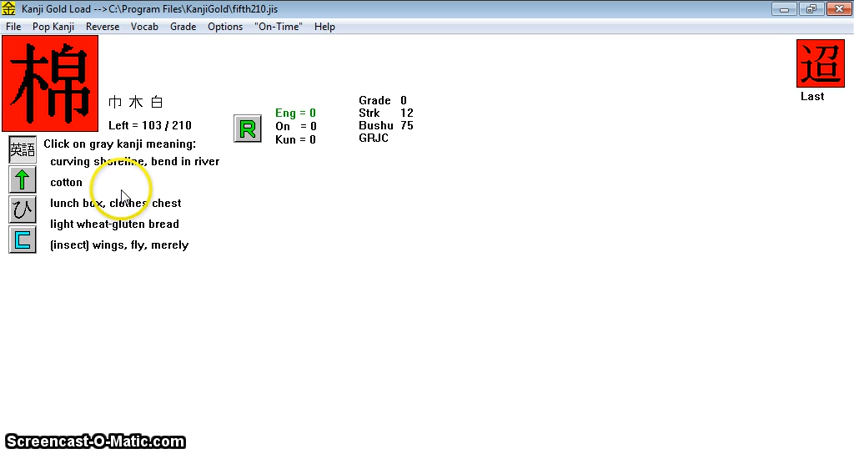 金 Kanji Gold Load -->C:\Program Files\KanjiGold\fifth210.jis
File Pop Kanji Reverse Vocab Grade Options "On-Time" Help
棉
巾 木 白
Left = 103 / 210
R
Eng = 0
On = 0
Kun = 0
Grade 0
Strk 12
Bushu 75
GRJC
迢
Last
英語 Click on gray kanji meaning:
curving shoreline, bend in river
cotton
ひ lunch box, clothes chest
light wheat-gluten bread
(insect) wings, fly, merely
Screencast-O-Matic.com